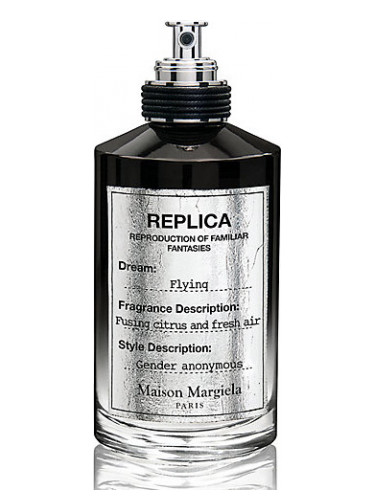 REPLICA
REPRODUCTION OF FAMILIAR
FANTASIES
Dream:
Flying
Fragrance Description:
Fusing citrus and fresh air
Style Description:
Gender anonymous
Maison Margiela
PARIS